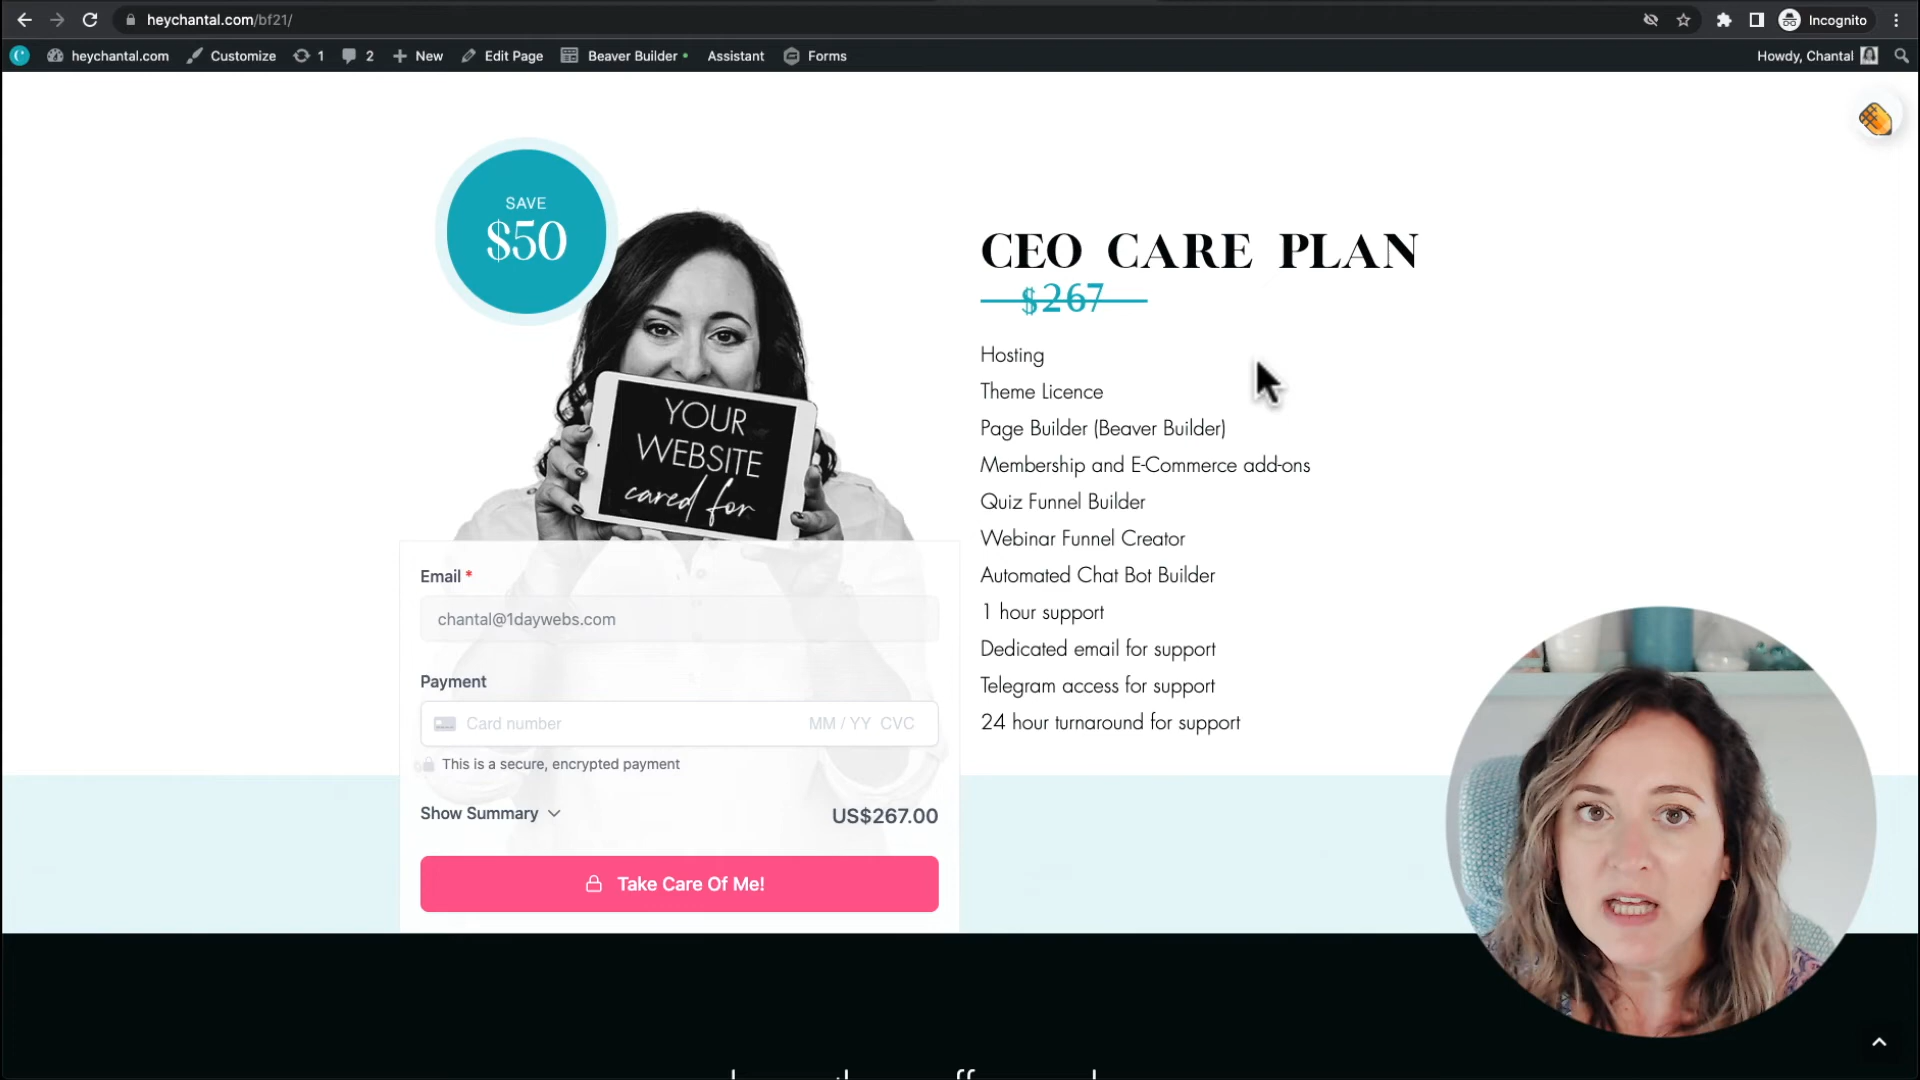 heychantal.com/bf21/
Incognito
heychantal.com
Customize
1
2
New
Edit Page
Beaver Builder
Assistant
Forms
Howdy, Chantal
SAVE
$50
YOUR
WEBSITE
cared for
CEO CARE PLAN
$267
Hosting
Theme Licence
Page Builder (Beaver Builder)
Membership and E-Commerce add-ons
Quiz Funnel Builder
Webinar Funnel Creator
Automated Chat Bot Builder
1 hour support
Dedicated email for support
Telegram access for support
24 hour turnaround for support
Email *
chantal@1daywebs.com
Payment
Card number MM / YY CVC
This is a secure, encrypted payment
Show Summary US$267.00
Take Care Of Me!